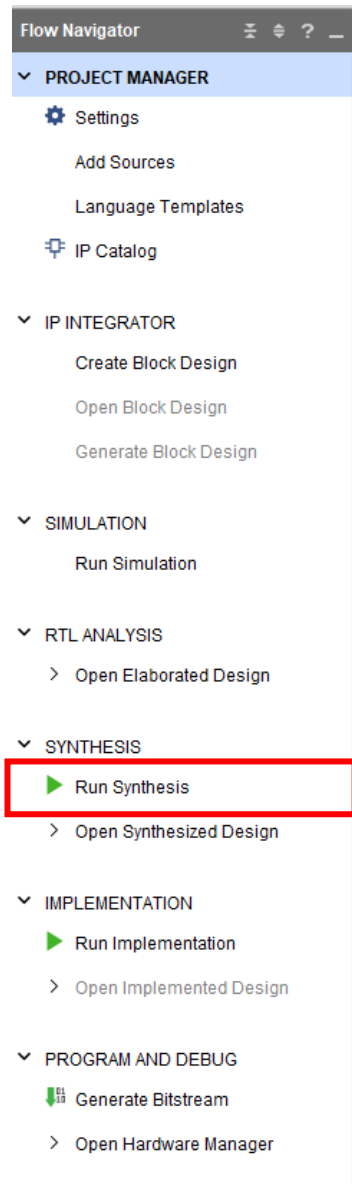 Flow Navigator
PROJECT MANAGER
Settings
Add Sources
Language Templates
IP Catalog
IP INTEGRATOR
Create Block Design
Open Block Design
Generate Block Design
SIMULATION
Run Simulation
RTL ANALYSIS
Open Elaborated Design
SYNTHESIS
Run Synthesis
Open Synthesized Design
IMPLEMENTATION
Run Implementation
Open Implemented Design
PROGRAM AND DEBUG
Generate Bitstream
Open Hardware Manager